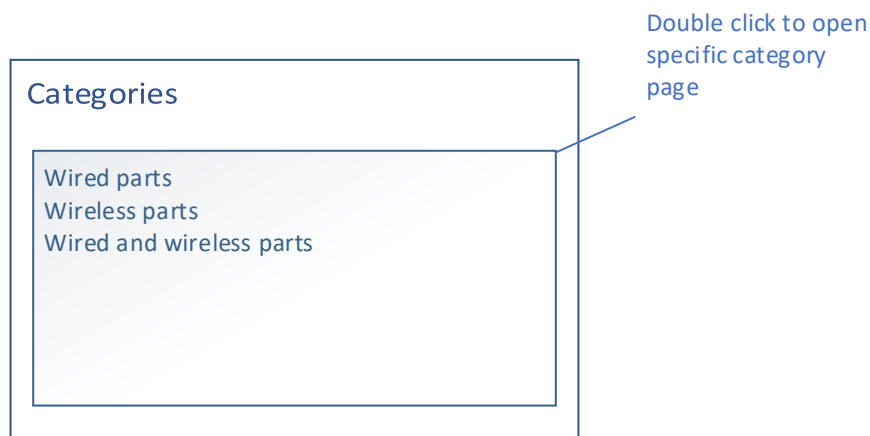 Double click to open
specific category
page
Categories
Wired parts
Wireless parts
Wired and wireless parts